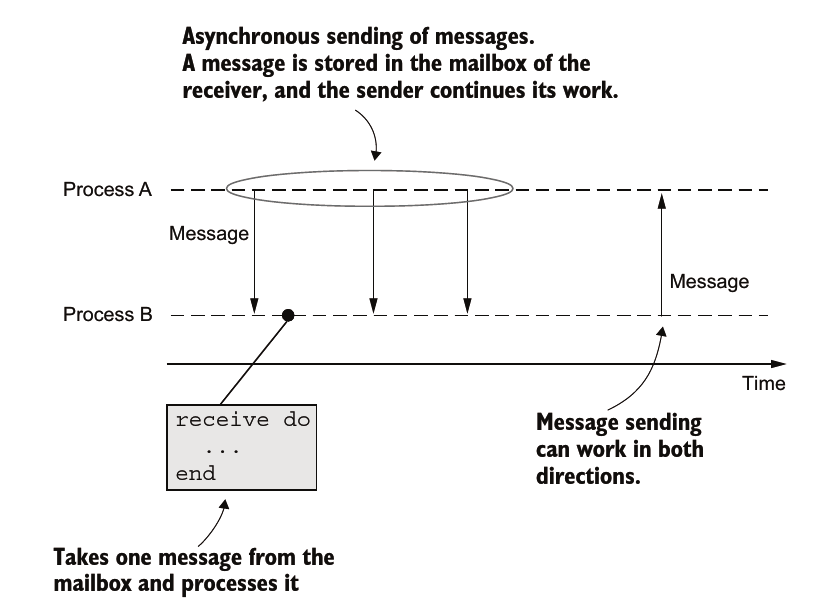 Asynchronous sending of messages.
A message is stored in the mailbox of the
receiver, and the sender continues its work.
Process A
Message
Message
Process B
Time
receive do
...
end
Message sending
can work in both
directions.
Takes one message from the
mailbox and processes it